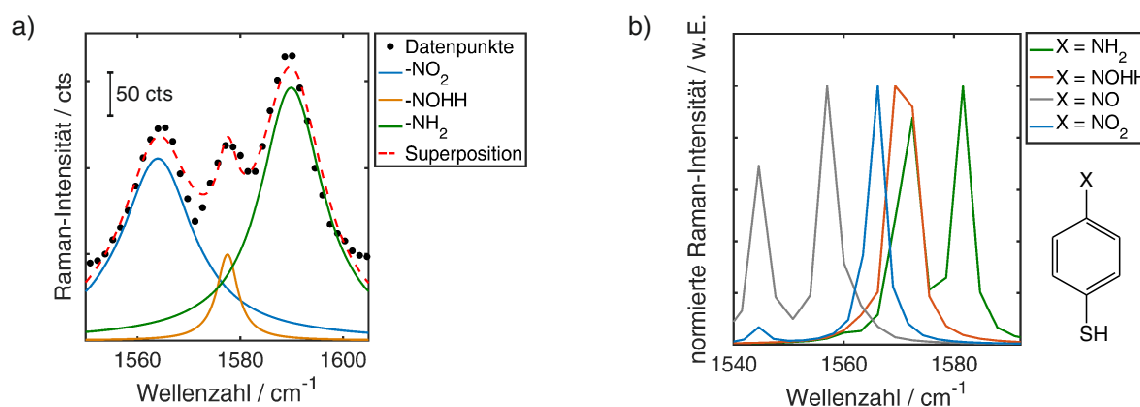 a)
Raman-Intensität / cts
50 cts
1560
1580
1600
Wellenzahl / cm⁻¹
Datenpunkte
-NO₂
-NOHH
-NH₂
Superposition
b)
normierte Raman-Intensität / w.E.
1540
1560
1580
Wellenzahl / cm⁻¹
X = NH₂
X = NOHH
X = NO
X = NO₂
X
SH